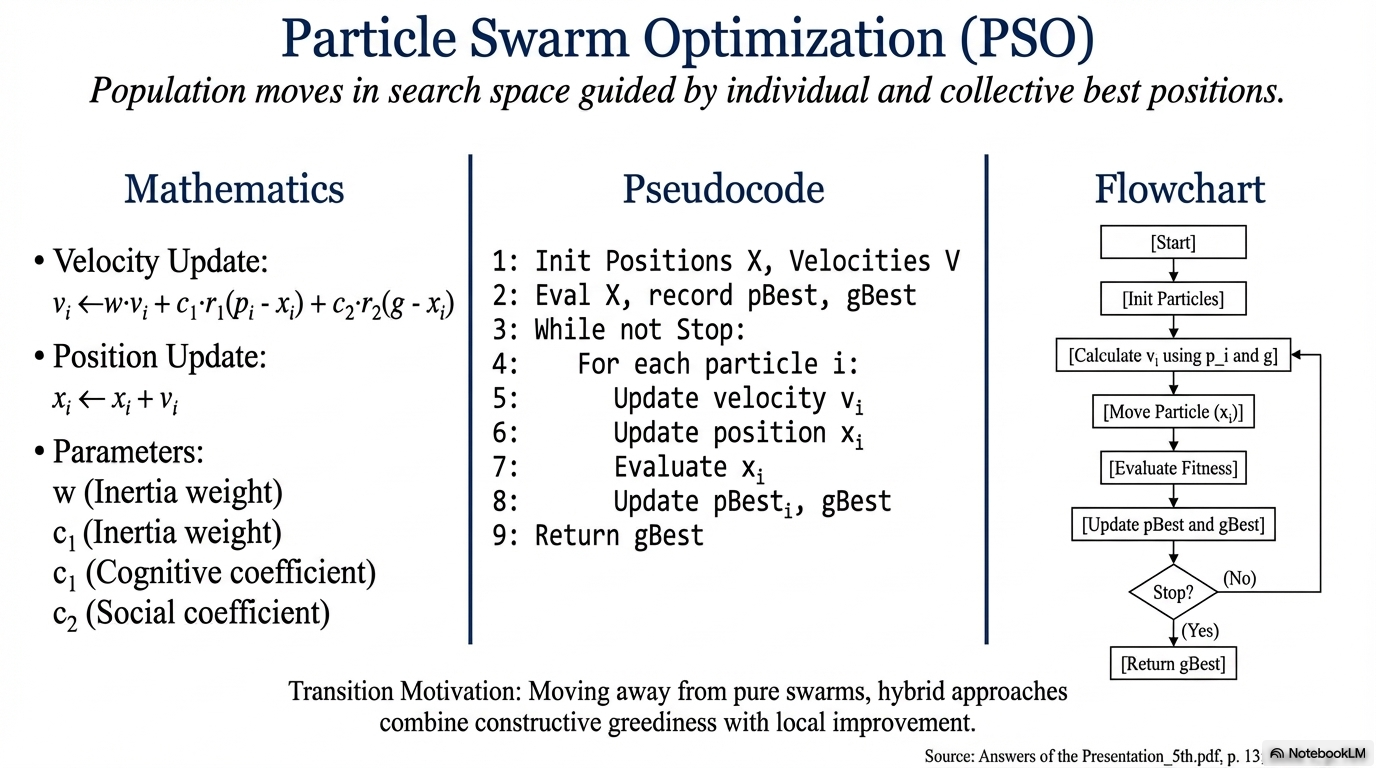 Particle Swarm Optimization (PSO)
Population moves in search space guided by individual and collective best positions.
Mathematics
• Velocity Update:
vᵢ ←w·vᵢ + c₁·r₁(pᵢ - xᵢ) + c₂·r₂(g - xᵢ)
• Position Update:
xᵢ ← xᵢ + vᵢ
• Parameters:
w (Inertia weight)
c₁ (Inertia weight)
c₁ (Cognitive coefficient)
c₂ (Social coefficient)
Pseudocode
1: Init Positions X, Velocities V
2: Eval X, record pBest, gBest
3: While not Stop:
4: For each particle i:
5: Update velocity vᵢ
6: Update position xᵢ
7: Evaluate xᵢ
8: Update pBestᵢ, gBest
9: Return gBest
Flowchart
[Start]
[Init Particles]
[Calculate vᵢ using p_i and g]
[Move Particle (xᵢ)]
[Evaluate Fitness]
[Update pBest and gBest]
Stop?
(No)
(Yes)
[Return gBest]
Transition Motivation: Moving away from pure swarms, hybrid approaches
combine constructive greediness with local improvement.
Source: Answers of the Presentation_5th.pdf, p. 13
NotebookLM